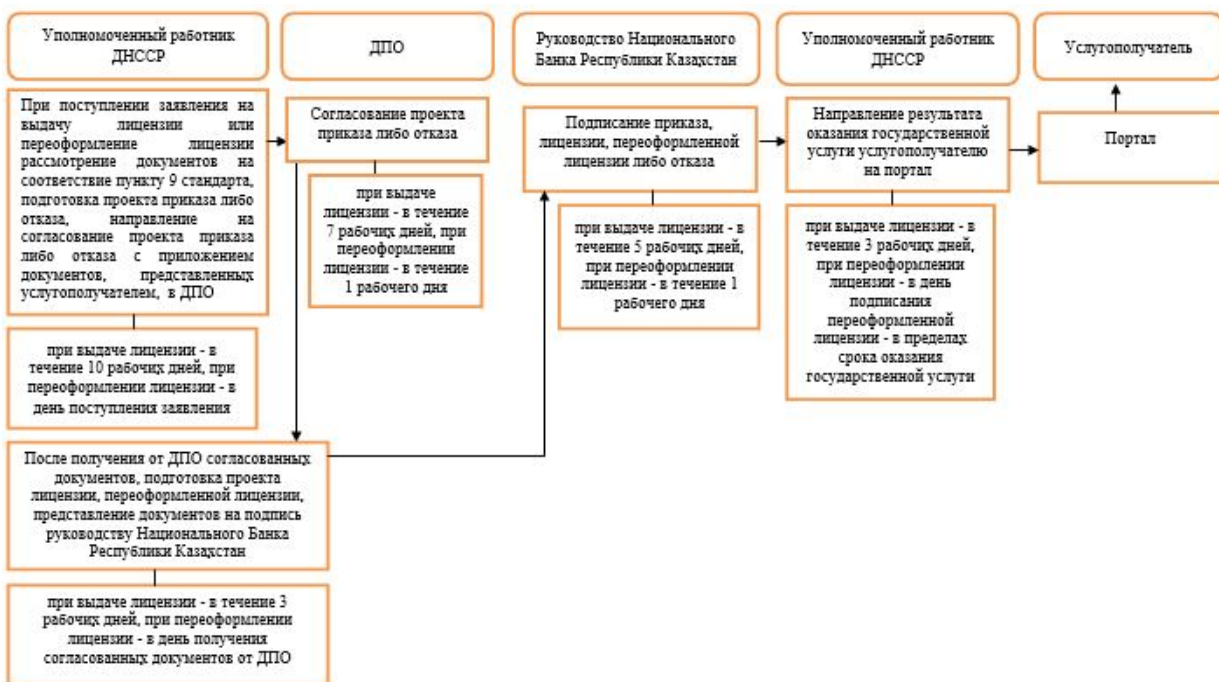 Уполномоченный работник
ДНССР
ДПО
Руководство Национального
Банка Республики Казахстан
Уполномоченный работник
ДНССР
Услугополучатель
При поступлении заявления на
выдачу лицензии или
переоформление лицензии
рассмотрение документов на
соответствие пункту 9 стандарта,
подготовка проекта приказа либо
отказа, направление на
согласование проекта приказа
либо отказа с приложением
документов, представленных
услугополучателем, в ДПО
при выдаче лицензии - в
течение 10 рабочих дней, при
переоформлении лицензии - в
день поступления заявления
Согласование проекта
приказа либо отказа
при выдаче
лицензии - в течение
7 рабочих дней, при
переоформлении
лицензии - в течение
1 рабочего дня
После получения от ДПО согласованных
документов, подготовка проекта
лицензии, переоформленной лицензии,
представление документов на подпись
руководству Национального Банка
Республики Казахстан
при выдаче лицензии - в течение 3
рабочих дней, при переоформлении
лицензии - в день получения
согласованных документов от ДПО
Подписание приказа,
лицензии, переоформленной
лицензии либо отказа
при выдаче лицензии - в
течение 5 рабочих дней,
при переоформлении
лицензии - в течение 1
рабочего дня
Направление результата
оказания государственной
услуги услугополучателю
на портал
при выдаче лицензии - в
течение 3 рабочих дней,
при переоформлении
лицензии - в день
подписания
переоформленной
лицензии - в пределах
срока оказания
государственной услуги
Портал